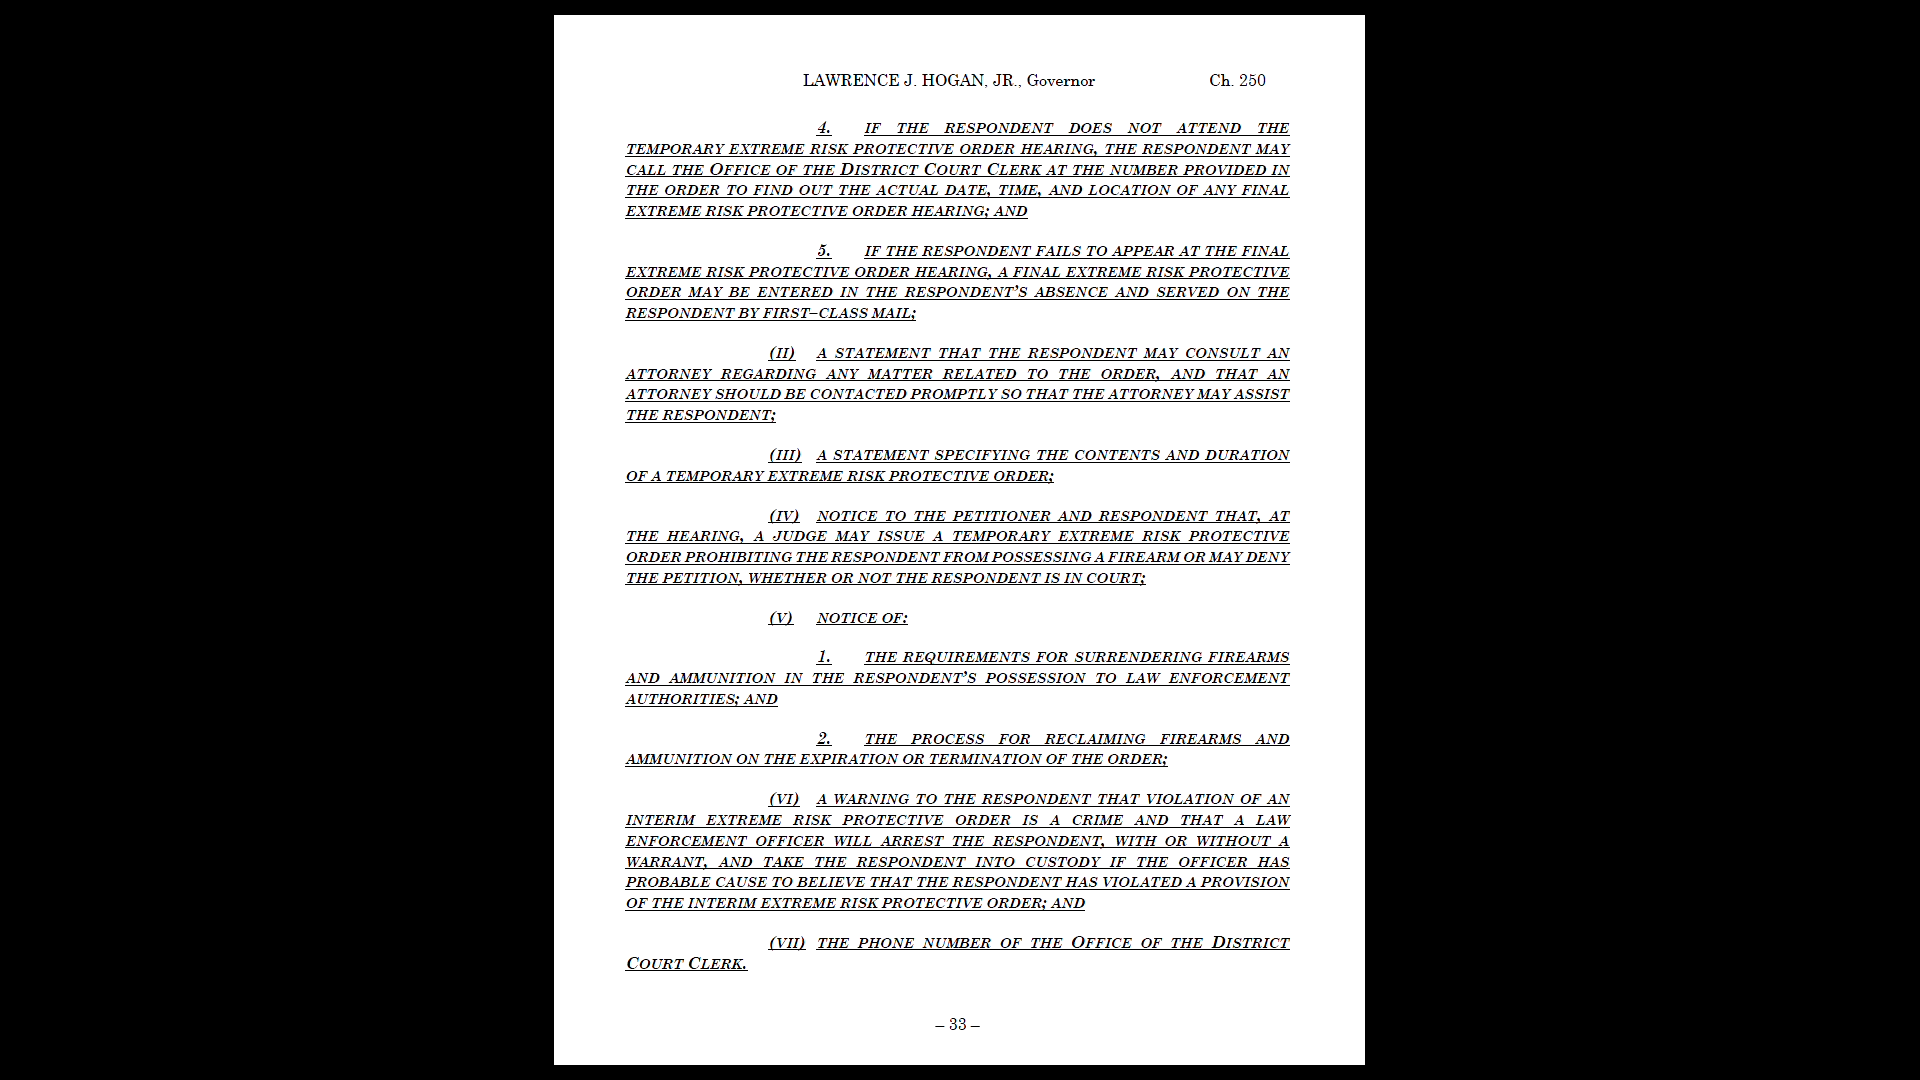 LAWRENCE J. HOGAN, JR., Governor Ch. 250
4. IF THE RESPONDENT DOES NOT ATTEND THE
TEMPORARY EXTREME RISK PROTECTIVE ORDER HEARING, THE RESPONDENT MAY
CALL THE OFFICE OF THE DISTRICT COURT CLERK AT THE NUMBER PROVIDED IN
THE ORDER TO FIND OUT THE ACTUAL DATE, TIME, AND LOCATION OF ANY FINAL
EXTREME RISK PROTECTIVE ORDER HEARING; AND
5. IF THE RESPONDENT FAILS TO APPEAR AT THE FINAL
EXTREME RISK PROTECTIVE ORDER HEARING, A FINAL EXTREME RISK PROTECTIVE
ORDER MAY BE ENTERED IN THE RESPONDENT'S ABSENCE AND SERVED ON THE
RESPONDENT BY FIRST–CLASS MAIL;
(II) A STATEMENT THAT THE RESPONDENT MAY CONSULT AN
ATTORNEY REGARDING ANY MATTER RELATED TO THE ORDER, AND THAT AN
ATTORNEY SHOULD BE CONTACTED PROMPTLY SO THAT THE ATTORNEY MAY ASSIST
THE RESPONDENT;
(III) A STATEMENT SPECIFYING THE CONTENTS AND DURATION
OF A TEMPORARY EXTREME RISK PROTECTIVE ORDER;
(IV) NOTICE TO THE PETITIONER AND RESPONDENT THAT, AT
THE HEARING, A JUDGE MAY ISSUE A TEMPORARY EXTREME RISK PROTECTIVE
ORDER PROHIBITING THE RESPONDENT FROM POSSESSING A FIREARM OR MAY DENY
THE PETITION, WHETHER OR NOT THE RESPONDENT IS IN COURT;
(V) NOTICE OF:
1. THE REQUIREMENTS FOR SURRENDERING FIREARMS
AND AMMUNITION IN THE RESPONDENT'S POSSESSION TO LAW ENFORCEMENT
AUTHORITIES; AND
2. THE PROCESS FOR RECLAIMING FIREARMS AND
AMMUNITION ON THE EXPIRATION OR TERMINATION OF THE ORDER;
(VI) A WARNING TO THE RESPONDENT THAT VIOLATION OF AN
INTERIM EXTREME RISK PROTECTIVE ORDER IS A CRIME AND THAT A LAW
ENFORCEMENT OFFICER WILL ARREST THE RESPONDENT, WITH OR WITHOUT A
WARRANT, AND TAKE THE RESPONDENT INTO CUSTODY IF THE OFFICER HAS
PROBABLE CAUSE TO BELIEVE THAT THE RESPONDENT HAS VIOLATED A PROVISION
OF THE INTERIM EXTREME RISK PROTECTIVE ORDER; AND
(VII) THE PHONE NUMBER OF THE OFFICE OF THE DISTRICT
COURT CLERK.
– 33 –